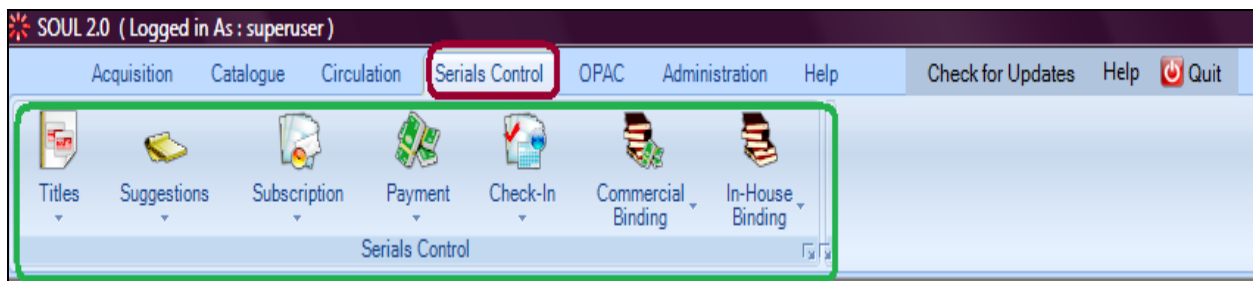 SOUL 2.0 ( Logged in As : superuser )
Acquisition Catalogue Circulation Serials Control OPAC Administration Help Check for Updates Help Quit
Titles Suggestions Subscription Payment Check-In Commercial Binding In-House Binding
Serials Control